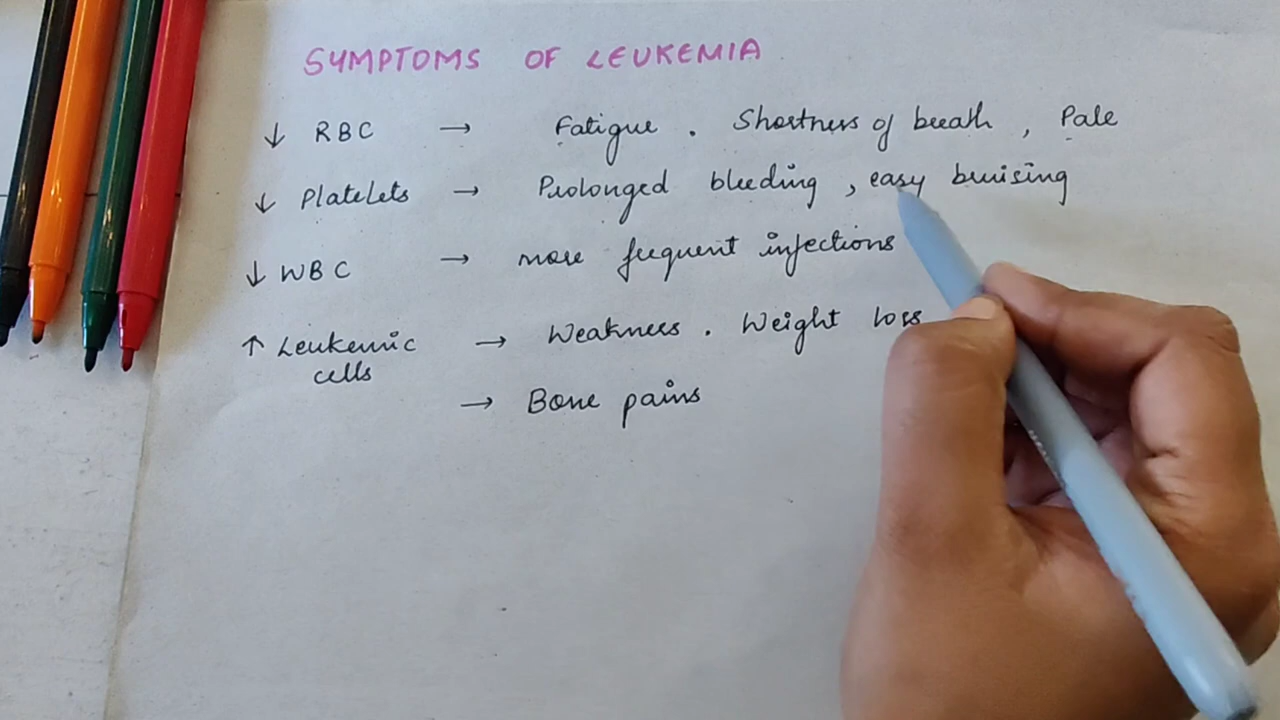 SYMPTOMS OF LEUKEMIA
↓ RBC → Fatigue . Shortness of breath , Pale
↓ Platelets → Prolonged bleeding , easy bruising
↓ WBC → more frequent infections
↑ Leukemic → Weakness . Weight loss
cells
→ Bone pains